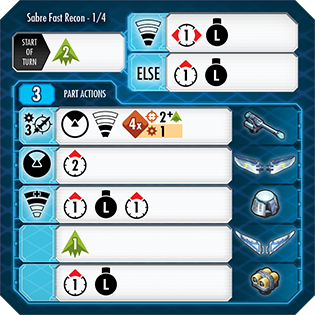 Sabre Fast Recon - 1/4
START OF TURN
2
1 L
ELSE 1 L
3 PART ACTIONS
3 4x 2+
1
2
1 L 1
1
1 L